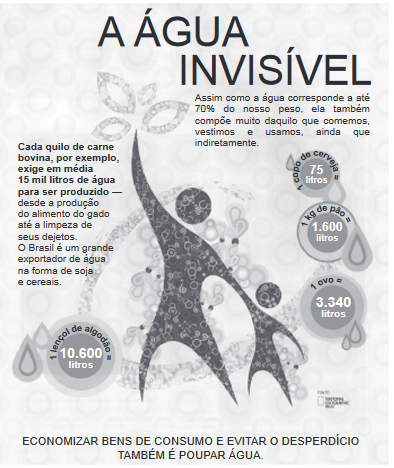 A ÁGUA
INVISÍVEL
Assim como a água corresponde a até
70% do nosso peso, ela também
compõe muito daquilo que comemos,
vestimos e usamos, ainda que
indiretamente.
Cada quilo de carne
bovina, por exemplo,
exige em média
15 mil litros de água
para ser produzido —
desde a produção
do alimento do gado
até a limpeza de
seus dejetos.
O Brasil é um grande
exportador de água
na forma de soja
e cereais.
1 copo de cerveja =
75
litros
1 kg de pão =
1.600
litros
1 ovo =
3.340
litros
1 lençol de algodão =
10.600
litros
NATIONAL
GEOGRAPHIC
ECONOMIZAR BENS DE CONSUMO E EVITAR O DESPERDÍCIO
TAMBÉM É POUPAR ÁGUA.